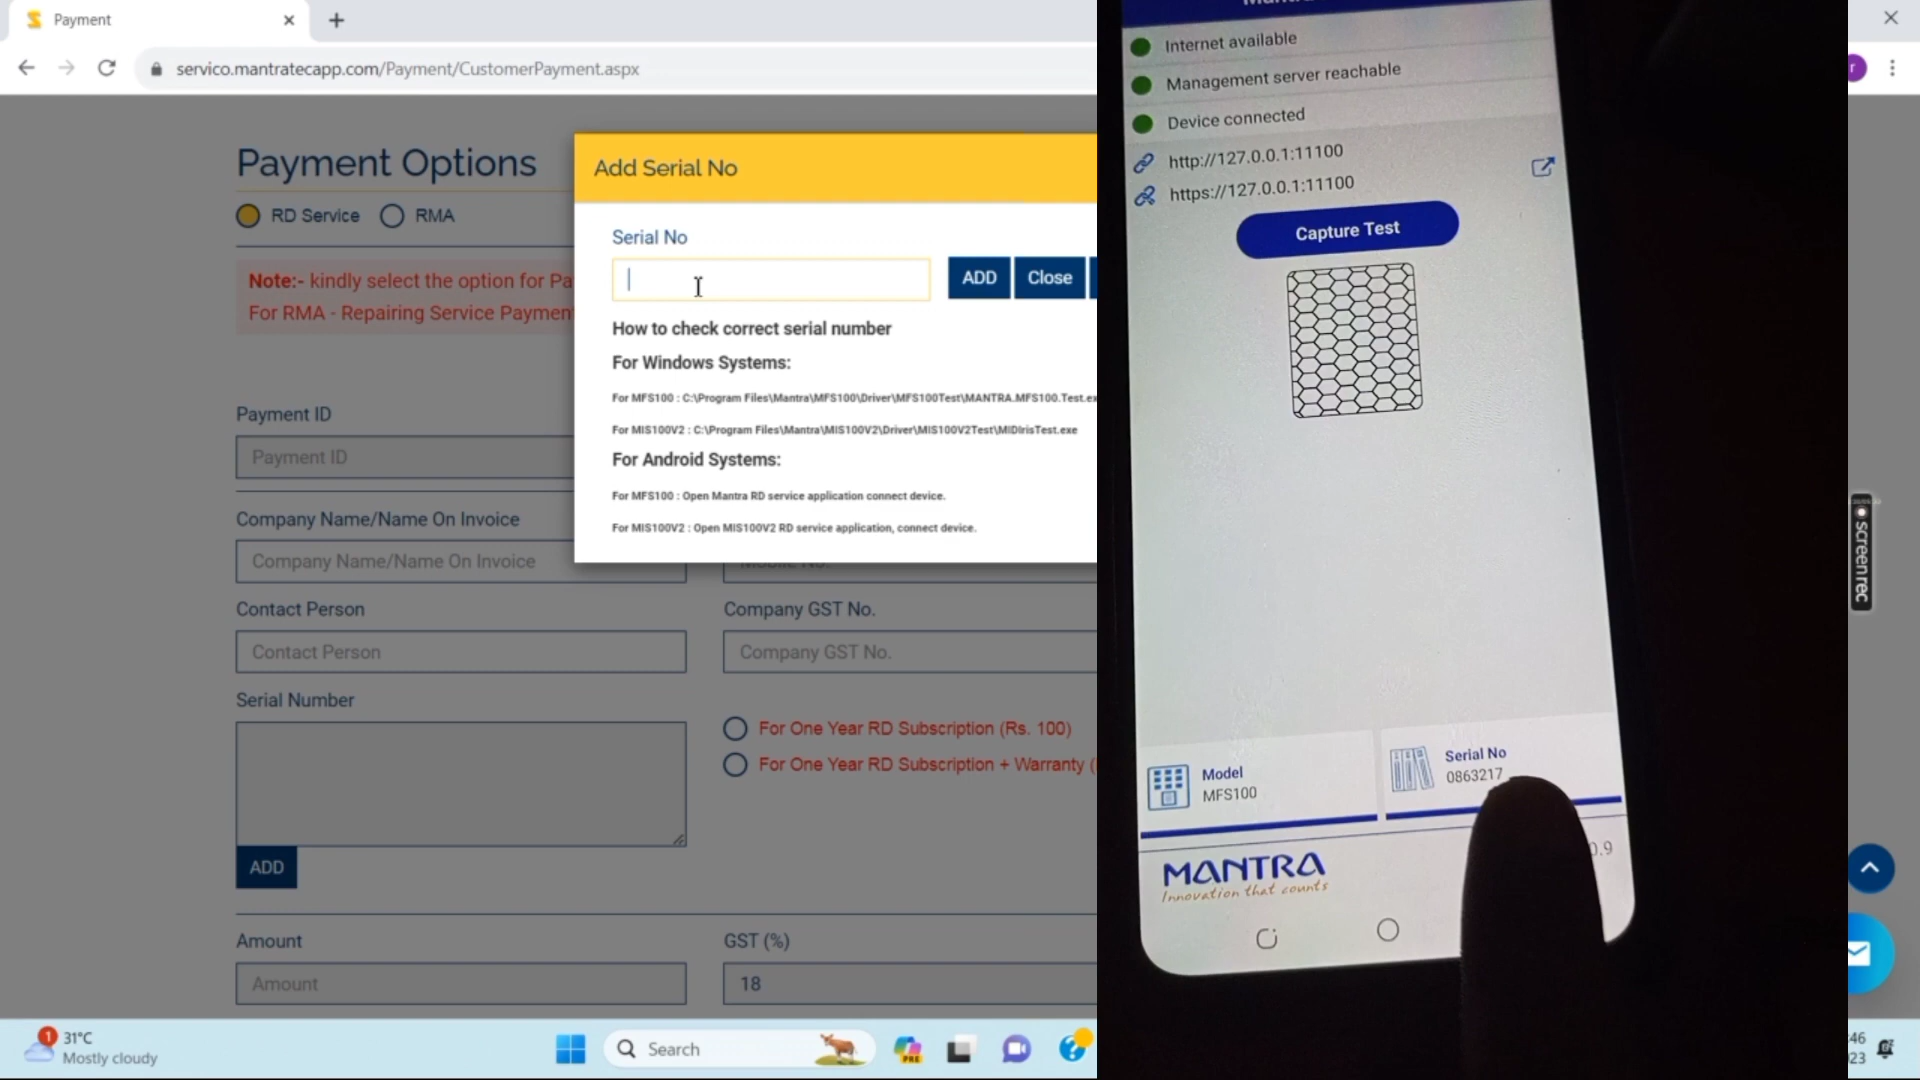 Payment
servico.mantratecapp.com/Payment/CustomerPayment.aspx
Payment Options
RD Service
RMA
Note:- kindly select the option for Pa
For RMA - Repairing Service Paymen
Payment ID
Payment ID
Company Name/Name On Invoice
Company Name/Name On Invoice
Contact Person
Contact Person
Company GST No.
Company GST No.
Serial Number
For One Year RD Subscription (Rs. 100)
For One Year RD Subscription + Warranty (
ADD
Amount
Amount
GST (%)
18
Add Serial No
Serial No
ADD
Close
How to check correct serial number
For Windows Systems:
For MFS100 : C:\Program Files\Mantra\MFS100\Driver\MFS100Test\MANTRA.MFS100.Test.ex
For MIS100V2 : C:\Program Files\Mantra\MIS100V2\Driver\MIS100V2Test\MIDIrisTest.exe
For Android Systems:
For MFS100 : Open Mantra RD service application connect device.
For MIS100V2 : Open MIS100V2 RD service application, connect device.
Internet available
Management server reachable
Device connected
http://127.0.0.1:11100
https://127.0.0.1:11100
Capture Test
Model
MFS100
Serial No
0863217
0.9
MANTRA
Innovation that counts
r
screenrec
1
31°C
Mostly cloudy
Search
PRE
:46
23